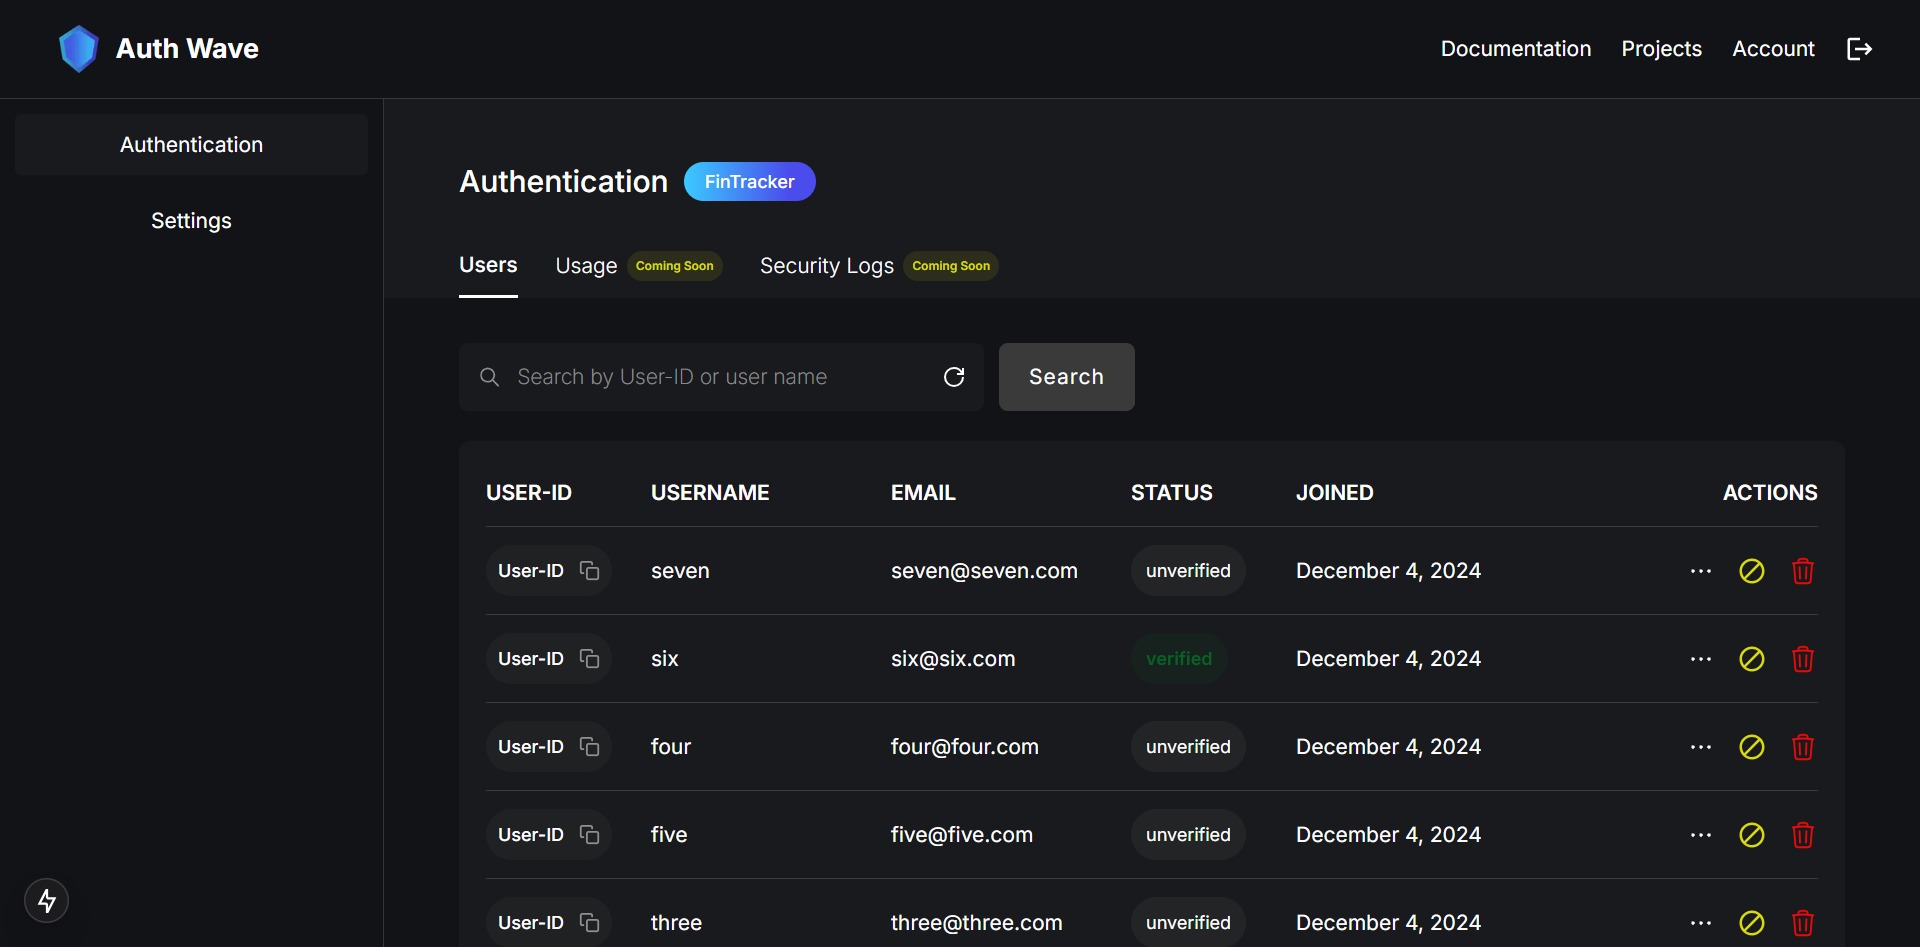 Auth Wave
Documentation Projects Account
Authentication
Settings
Authentication FinTracker
Users Usage Coming Soon Security Logs Coming Soon
Search by User-ID or user name Search
USER-ID USERNAME EMAIL STATUS JOINED ACTIONS
User-ID seven seven@seven.com unverified December 4, 2024
User-ID six six@six.com verified December 4, 2024
User-ID four four@four.com unverified December 4, 2024
User-ID five five@five.com unverified December 4, 2024
User-ID three three@three.com unverified December 4, 2024